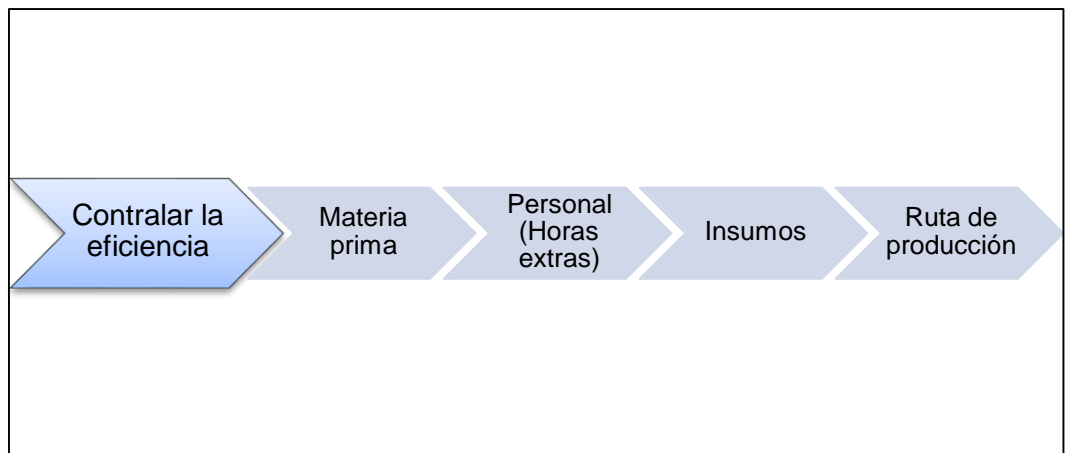 Contralar la
eficiencia
Materia
prima
Personal
(Horas
extras)
Insumos
Ruta de
producción